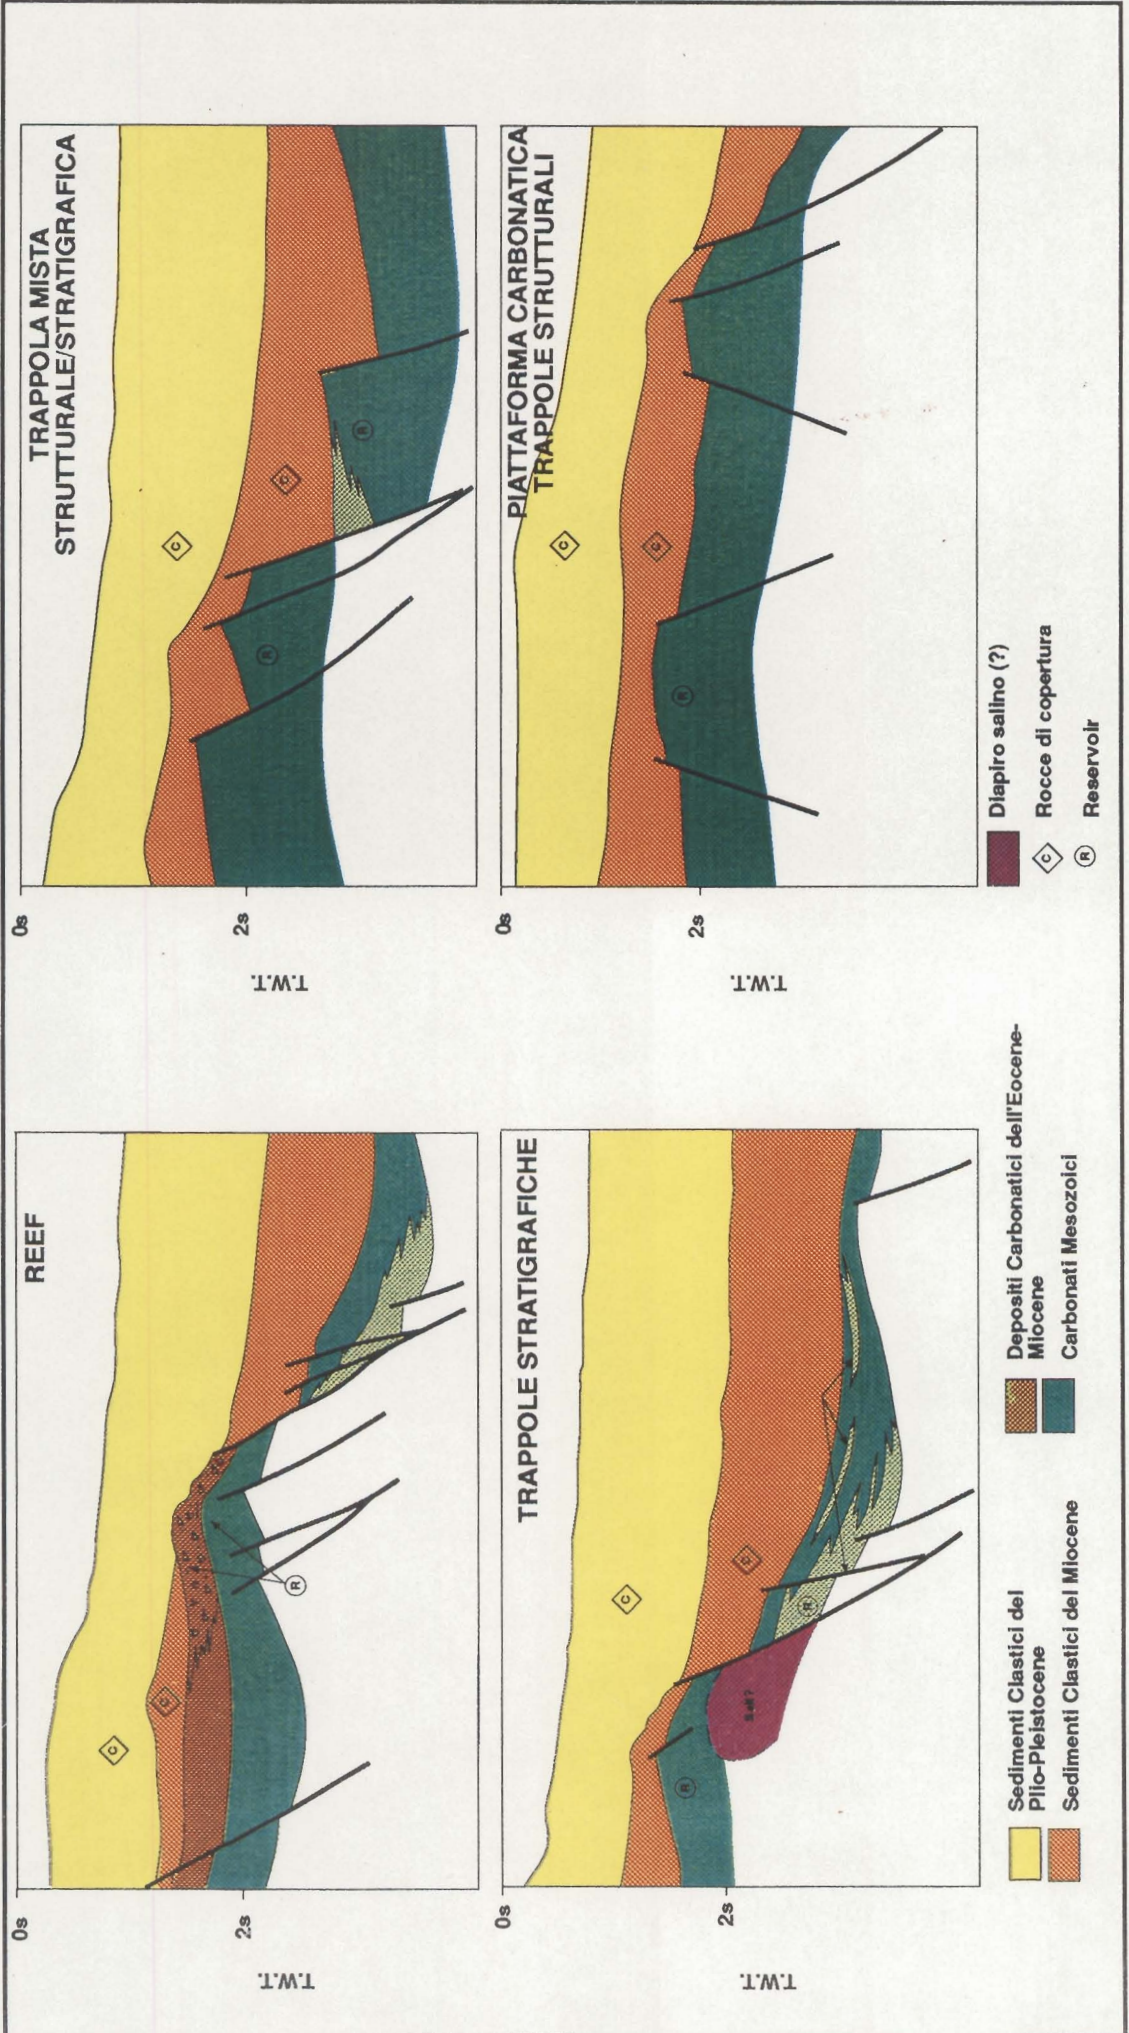 REEF
0s
2s
T.W.T.
C
C
R
TRAPPOLA MISTA
STRUTTURALE/STRATIGRAFICA
0s
2s
T.W.T.
C
C
R
R
TRAPPOLE STRATIGRAFICHE
0s
2s
T.W.T.
C
C
R
R
Salt?
PIATTAFORMA CARBONATICA
TRAPPOLE STRUTTURALI
0s
2s
T.W.T.
C
C
R
Sedimenti Clastici del
Plio-Pleistocene
Sedimenti Clastici del Miocene
Depositi Carbonatici dell'Eocene-
Miocene
Carbonati Mesozoici
Diapiro salino (?)
C Rocce di copertura
R Reservoir